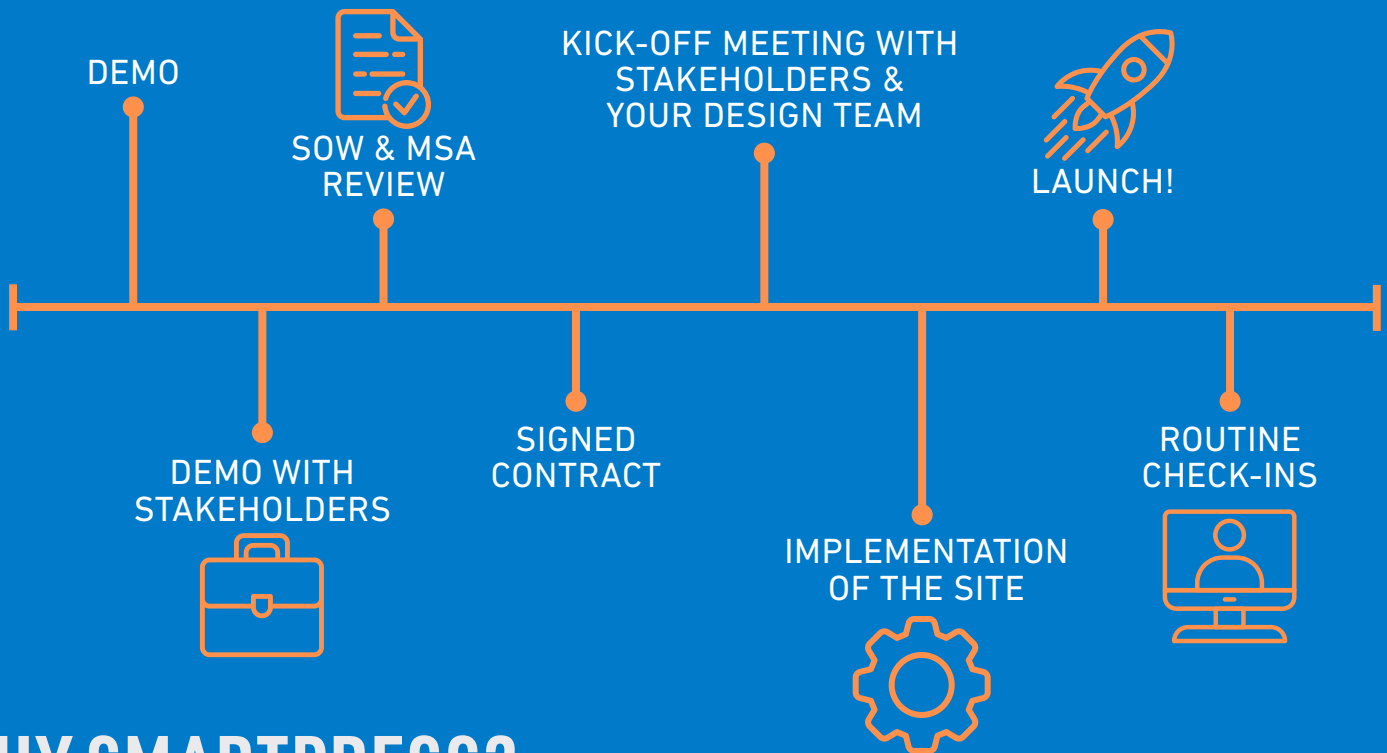 DEMO
SOW & MSA
REVIEW
KICK-OFF MEETING WITH
STAKEHOLDERS &
YOUR DESIGN TEAM
LAUNCH!
DEMO WITH
STAKEHOLDERS
SIGNED
CONTRACT
IMPLEMENTATION
OF THE SITE
ROUTINE
CHECK-INS
SMARTPRESS?